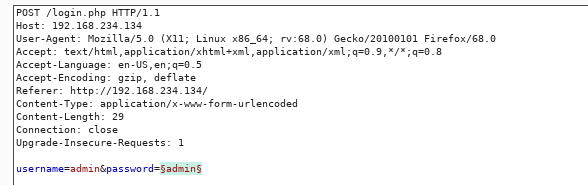 POST /login.php HTTP/1.1
Host: 192.168.234.134
User-Agent: Mozilla/5.0 (X11; Linux x86_64; rv:68.0) Gecko/20100101 Firefox/68.0
Accept: text/html,application/xhtml+xml,application/xml;q=0.9,*/*;q=0.8
Accept-Language: en-US,en;q=0.5
Accept-Encoding: gzip, deflate
Referer: http://192.168.234.134/
Content-Type: application/x-www-form-urlencoded
Content-Length: 29
Connection: close
Upgrade-Insecure-Requests: 1
username=admin&password=§admin§